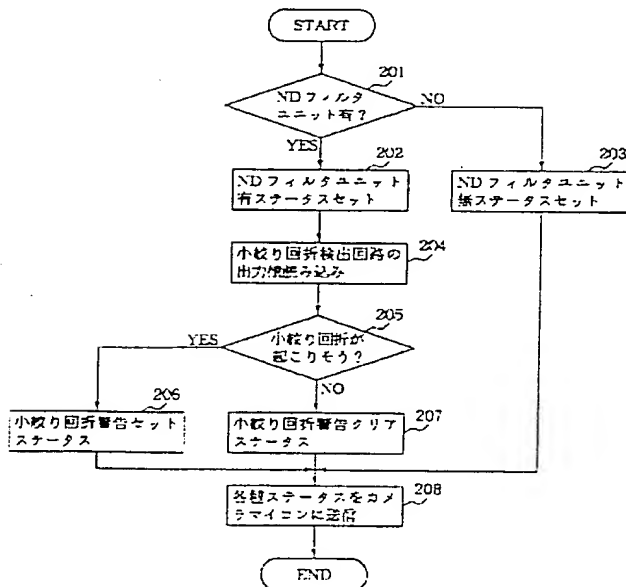 START
201
NDフィルタ
ユニット有?
NO
YES
202
NDフィルタユニット
有ステータスセット
203
NDフィルタユニット
無ステータスセット
小絞り回折検出回路の
出力状態読み込み
204
205
小絞り回折が
起こりそう?
YES
NO
206
小絞り回折警告セット
ステータス
小絞り回折警告クリア
ステータス
207
各種ステータスをカメ
ラマイコンに送信
208
END